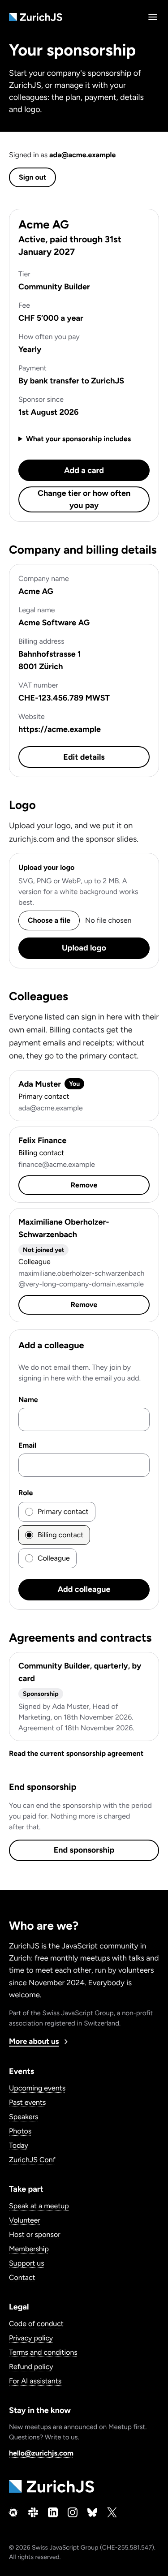 ZurichJS
Your sponsorship
Start your company's sponsorship of
ZurichJS, or manage it with your
colleagues: the plan, payment, details
and logo.
Signed in as ada@acme.example
Sign out
Acme AG
Active, paid through 31st
January 2027
Tier
Community Builder
Fee
CHF 5'000 a year
How often you pay
Yearly
Payment
By bank transfer to ZurichJS
Sponsor since
1st August 2026
What your sponsorship includes
Add a card
Change tier or how often
you pay
Company and billing details
Company name
Acme AG
Legal name
Acme Software AG
Billing address
Bahnhofstrasse 1
8001 Zürich
VAT number
CHE-123.456.789 MWST
Website
https://acme.example
Edit details
Logo
Upload your logo, and we put it on
zurichjs.com and the sponsor slides.
Upload your logo
SVG, PNG or WebP, up to 2 MB. A
version for a white background works
best.
Choose a file No file chosen
Upload logo
Colleagues
Everyone listed can sign in here with their
own email. Billing contacts get the
payment emails and receipts; without
one, they go to the primary contact.
Ada Muster You
Primary contact
ada@acme.example
Felix Finance
Billing contact
finance@acme.example
Remove
Maximiliane Oberholzer-
Schwarzenbach
Not joined yet
Colleague
maximiliane.oberholzer-schwarzenbach
@very-long-company-domain.example
Remove
Add a colleague
We do not email them. They join by
signing in here with the email you add.
Name
Email
Role
Primary contact
Billing contact
Colleague
Add colleague
Agreements and contracts
Community Builder, quarterly, by
card
Sponsorship
Signed by Ada Muster, Head of
Marketing, on 18th November 2026.
Agreement of 18th November 2026.
Read the current sponsorship agreement
End sponsorship
You can end the sponsorship with the period
you paid for. Nothing more is charged
after that.
End sponsorship
Who are we?
ZurichJS is the JavaScript community in
Zurich: free monthly meetups with talks and
time to meet each other, run by volunteers
since November 2024. Everybody is
welcome.
Part of the Swiss JavaScript Group, a non-profit
association registered in Switzerland.
More about us
Events
Upcoming events
Past events
Speakers
Photos
Today
ZurichJS Conf
Take part
Speak at a meetup
Volunteer
Host or sponsor
Membership
Support us
Contact
Legal
Code of conduct
Privacy policy
Terms and conditions
Refund policy
For AI assistants
Stay in the know
New meetups are announced on Meetup first.
Questions? Write to us.
hello@zurichjs.com
ZurichJS
© 2026 Swiss JavaScript Group (CHE-255.581.547).
All rights reserved.